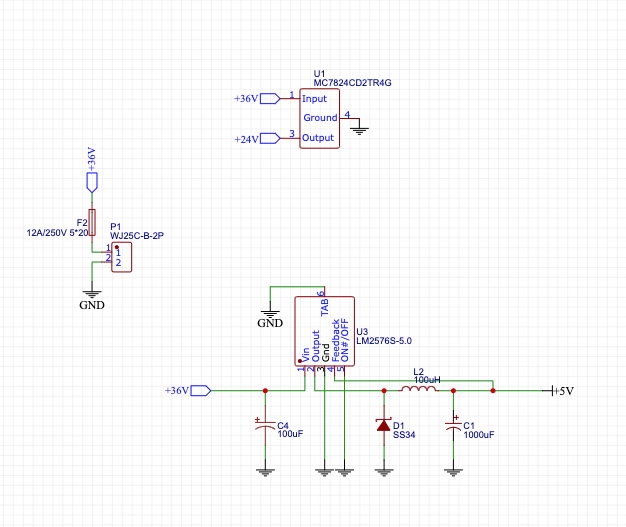 U1
MC7824CD2TR4G
+36V
1
Input
Ground
4
+24V
3
Output
+36V
F2
12A/250V 5*20
P1
WJ25C-B-2P
1
1
2
2
GND
GND
6
TAB
U3
LM2576S-5.0
Vin
Output
Gnd
Feedback
ON#/OFF
1
2
3
4
5
+36V
L2
100uH
+5V
C4
100uF
D1
SS34
C1
1000uF